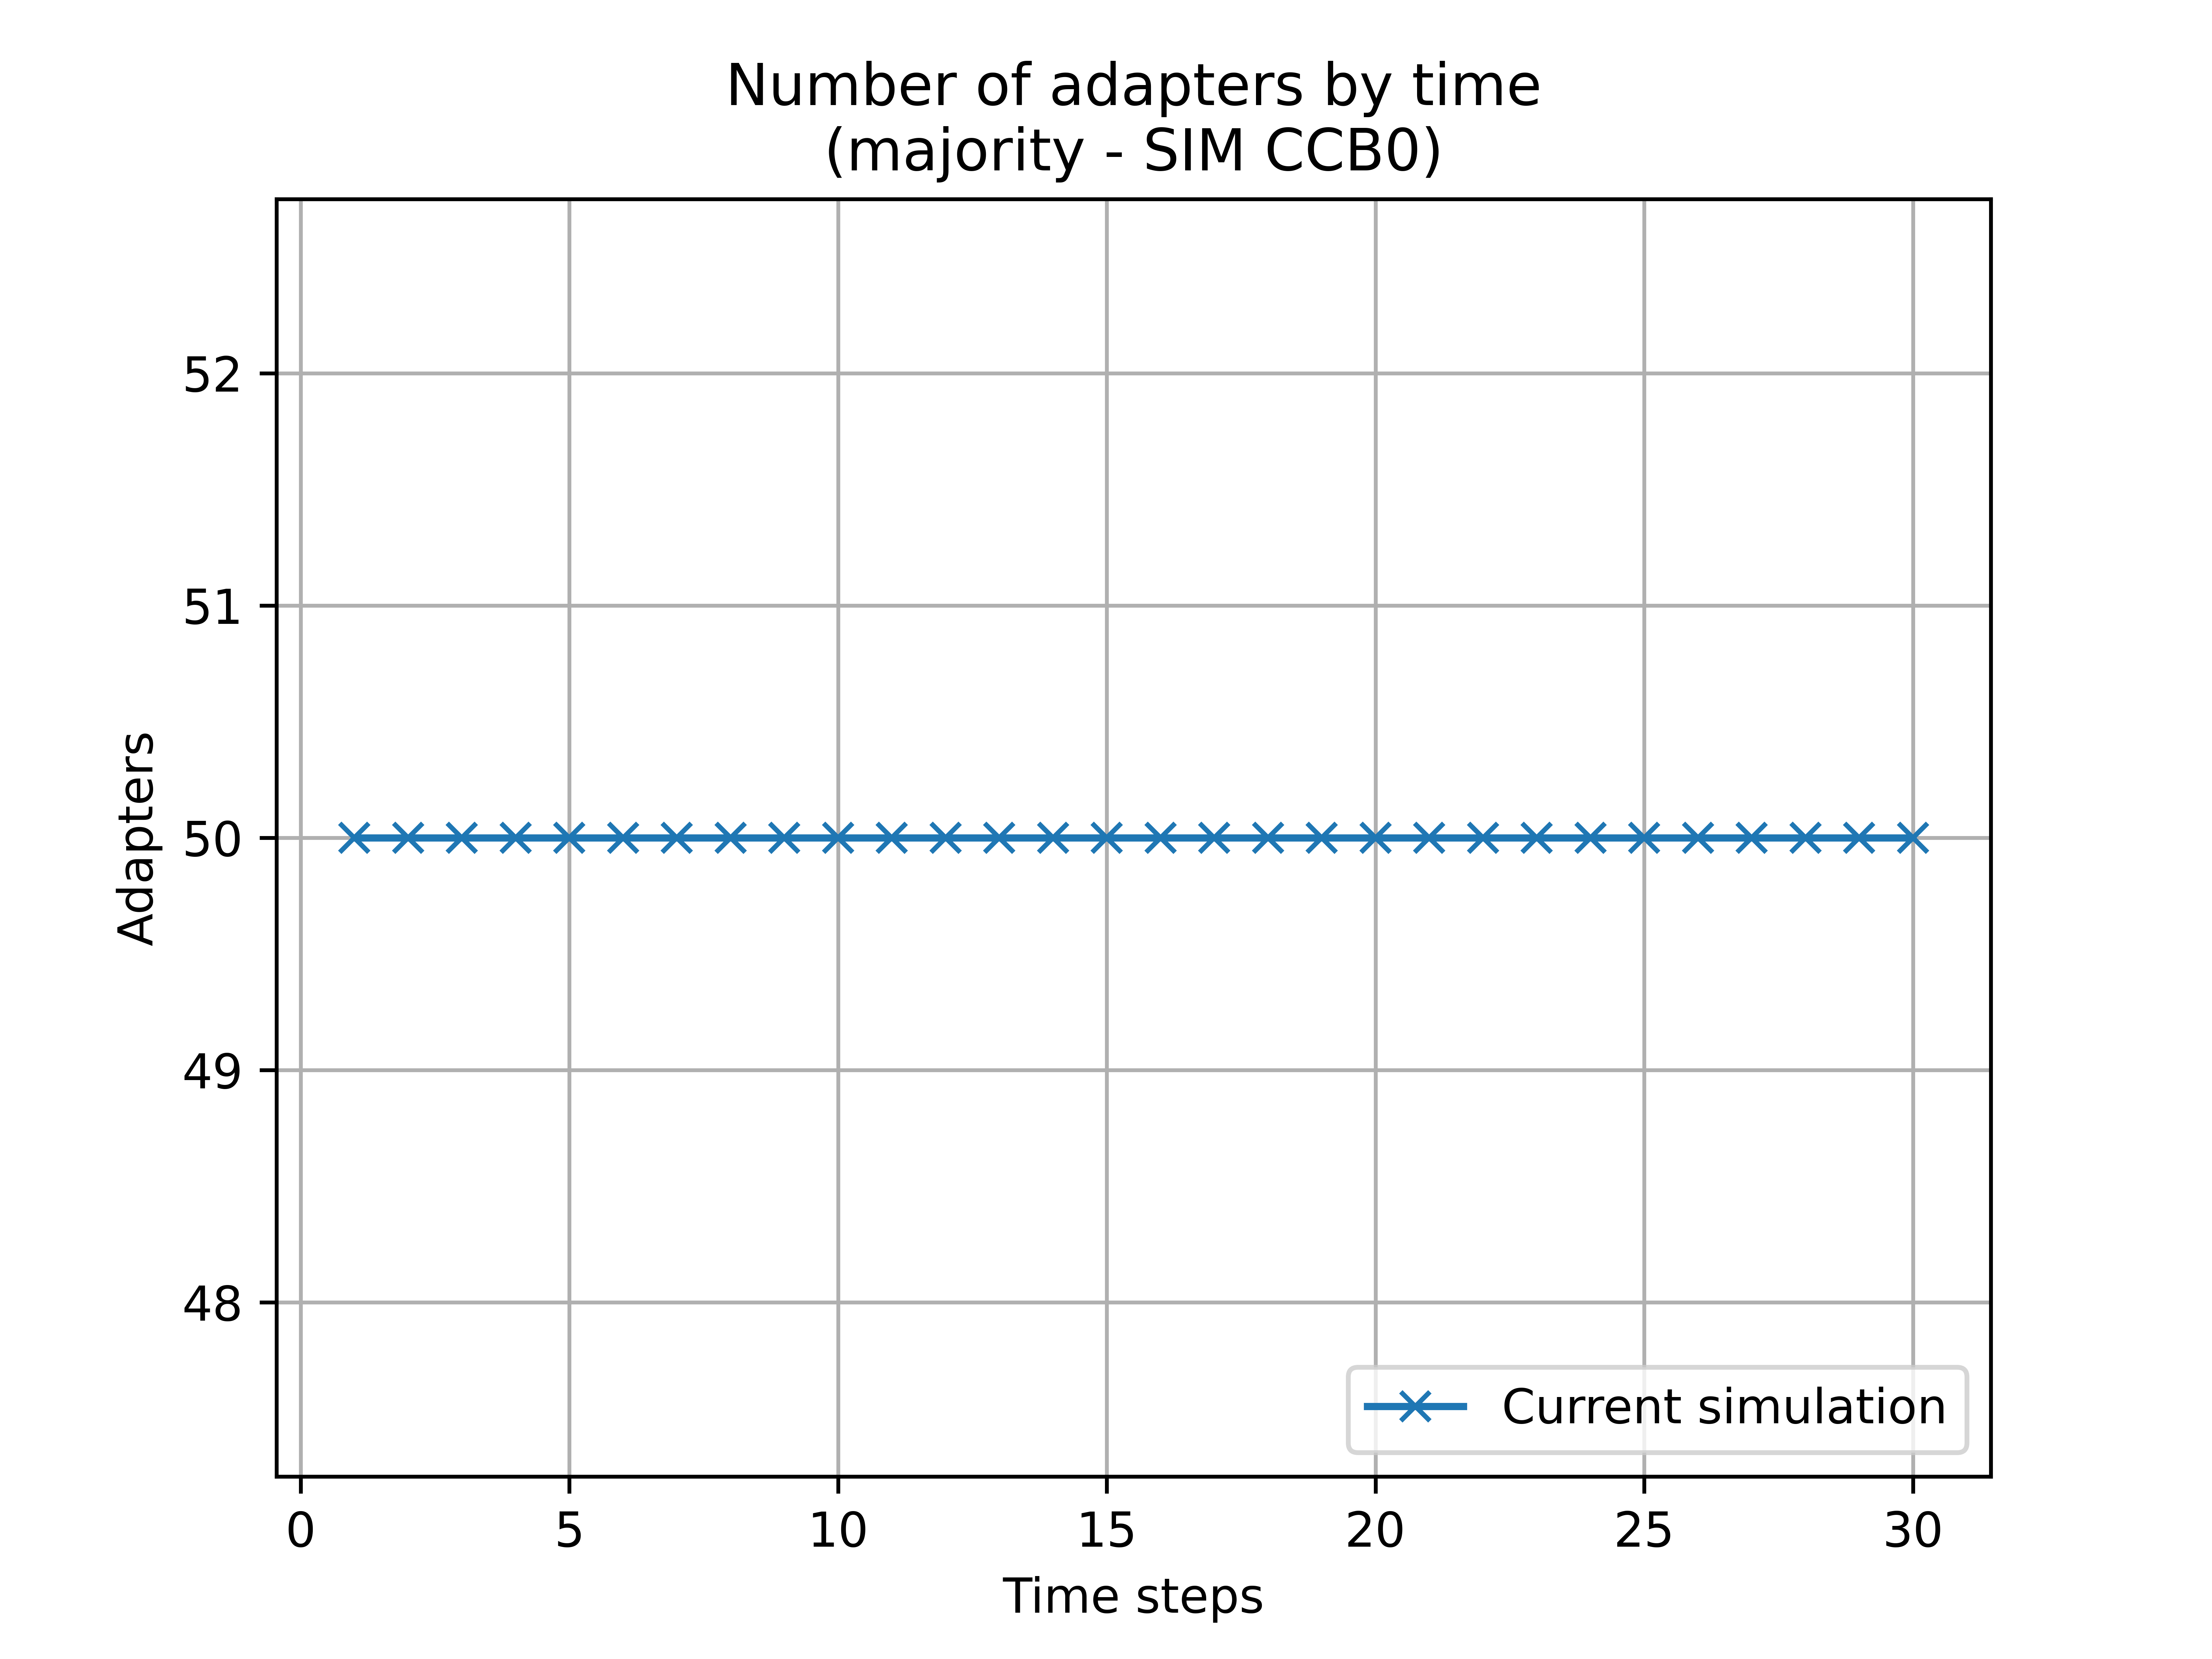 Number of adapters by time
(majority - SIM CCB0)
Adapters
52
51
50
49
48
Current simulation
0 5 10 15 20 25 30
Time steps